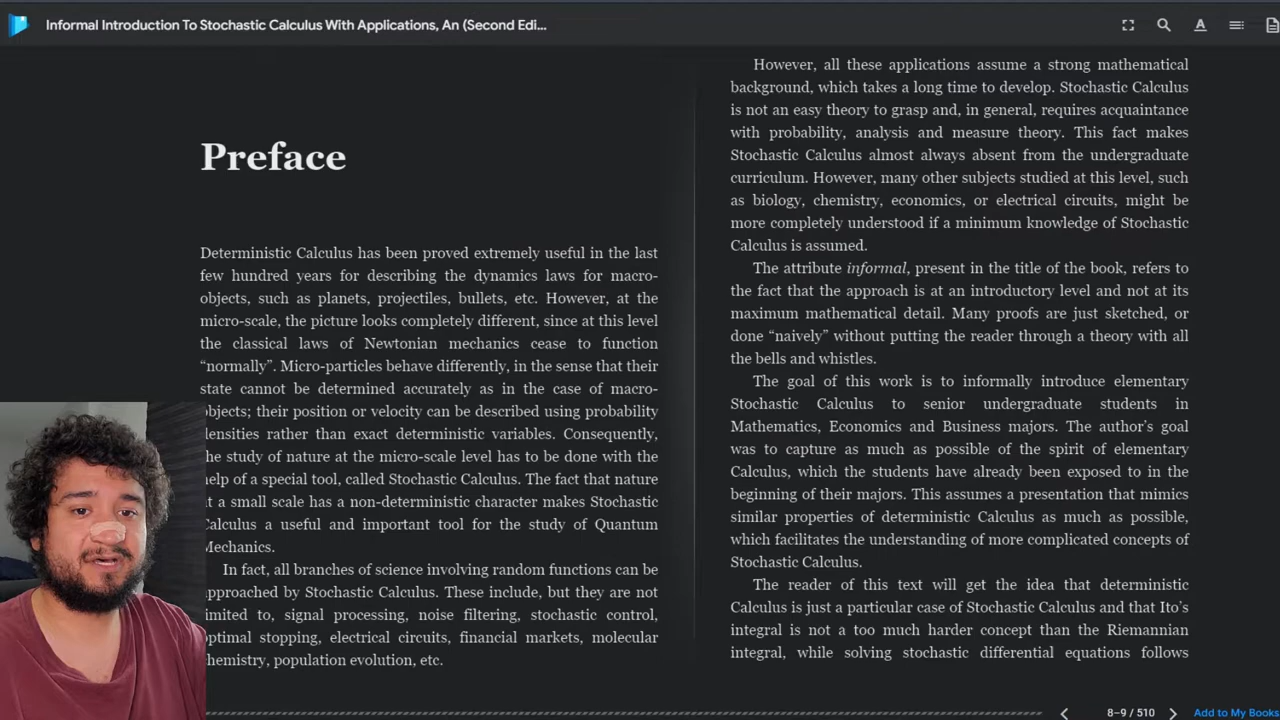 Informal Introduction To Stochastic Calculus With Applications, An (Second Edi...
Preface
Deterministic Calculus has been proved extremely useful in the last
few hundred years for describing the dynamics laws for macro-
objects, such as planets, projectiles, bullets, etc. However, at the
micro-scale, the picture looks completely different, since at this level
the classical laws of Newtonian mechanics cease to function
“normally”. Micro-particles behave differently, in the sense that their
state cannot be determined accurately as in the case of macro-
objects; their position or velocity can be described using probability
densities rather than exact deterministic variables. Consequently,
the study of nature at the micro-scale level has to be done with the
help of a special tool, called Stochastic Calculus. The fact that nature
at a small scale has a non-deterministic character makes Stochastic
Calculus a useful and important tool for the study of Quantum
Mechanics.
In fact, all branches of science involving random functions can be
approached by Stochastic Calculus. These include, but they are not
limited to, signal processing, noise filtering, stochastic control,
optimal stopping, electrical circuits, financial markets, molecular
chemistry, population evolution, etc.
However, all these applications assume a strong mathematical
background, which takes a long time to develop. Stochastic Calculus
is not an easy theory to grasp and, in general, requires acquaintance
with probability, analysis and measure theory. This fact makes
Stochastic Calculus almost always absent from the undergraduate
curriculum. However, many other subjects studied at this level, such
as biology, chemistry, economics, or electrical circuits, might be
more completely understood if a minimum knowledge of Stochastic
Calculus is assumed.
The attribute informal, present in the title of the book, refers to
the fact that the approach is at an introductory level and not at its
maximum mathematical detail. Many proofs are just sketched, or
done “naively” without putting the reader through a theory with all
the bells and whistles.
The goal of this work is to informally introduce elementary
Stochastic Calculus to senior undergraduate students in
Mathematics, Economics and Business majors. The author’s goal
was to capture as much as possible of the spirit of elementary
Calculus, which the students have already been exposed to in the
beginning of their majors. This assumes a presentation that mimics
similar properties of deterministic Calculus as much as possible,
which facilitates the understanding of more complicated concepts of
Stochastic Calculus.
The reader of this text will get the idea that deterministic
Calculus is just a particular case of Stochastic Calculus and that Ito’s
integral is not a too much harder concept than the Riemannian
integral, while solving stochastic differential equations follows
8–9 / 510
Add to My Books